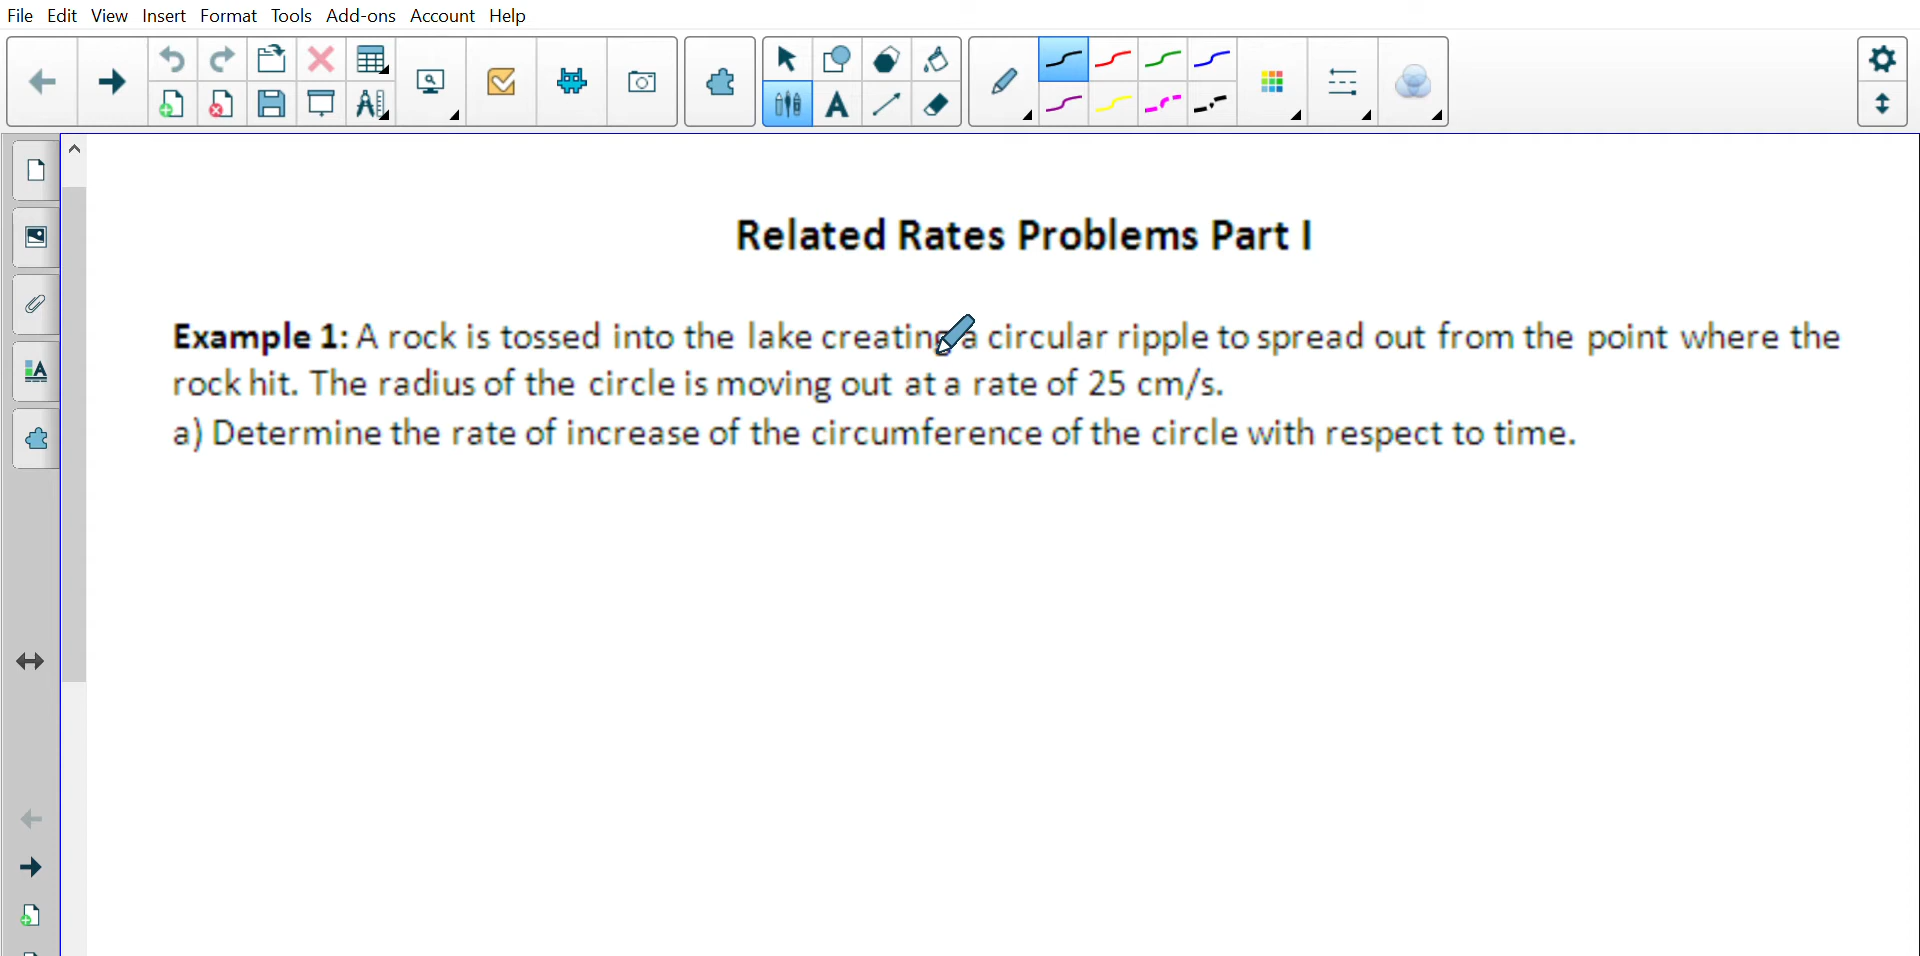 File Edit View Insert Format Tools Add-ons Account Help
Related Rates Problems Part I
Example 1: A rock is tossed into the lake creating a circular ripple to spread out from the point where the
rock hit. The radius of the circle is moving out at a rate of 25 cm/s.
a) Determine the rate of increase of the circumference of the circle with respect to time.